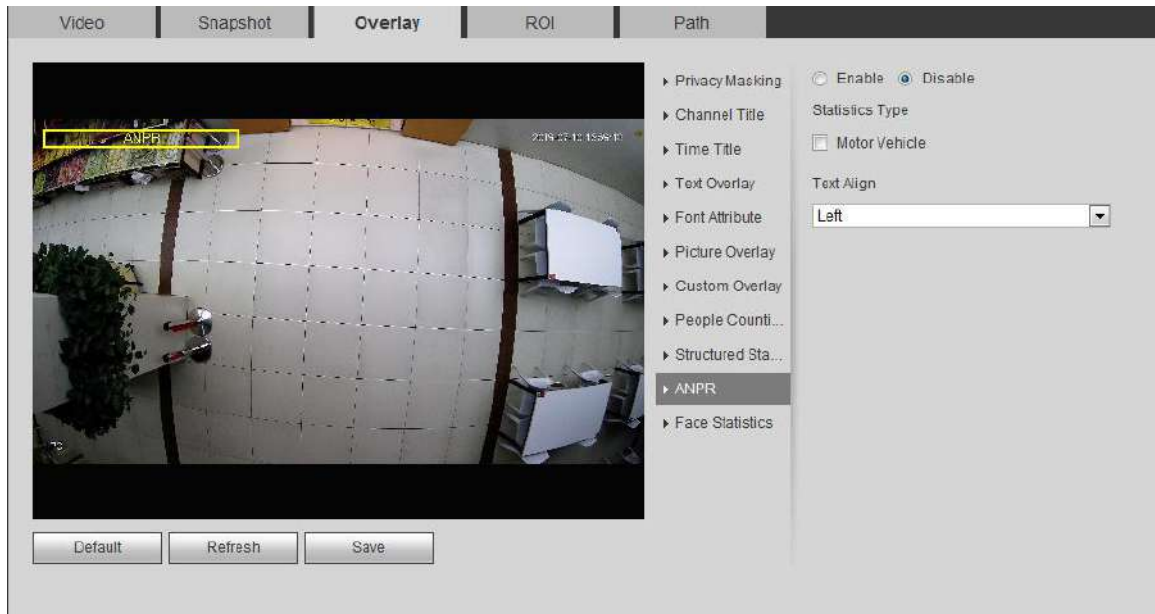 Video
Snapshot
Overlay
ROI
Path
ANPR
Privacy Masking
Channel Title
Time Title
Text Overlay
Font Attribute
Picture Overlay
Custom Overlay
People Counti...
Structured Sta...
ANPR
Face Statistics
Enable
Disable
Statistics Type
Motor Vehicle
Text Align
Left
Default
Refresh
Save